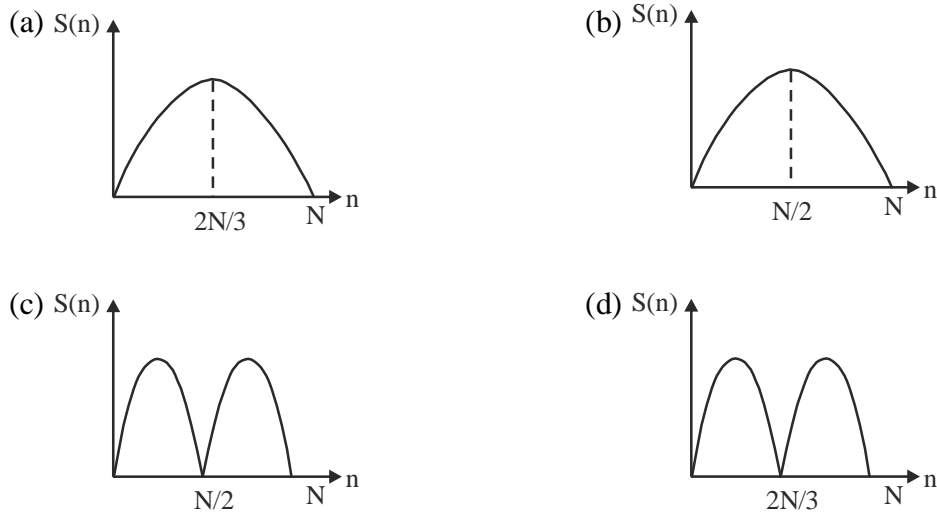 (a) S(n)
2N/3 N n
(b) S(n)
N/2 N n
(c) S(n)
N/2 N n
(d) S(n)
2N/3 N n